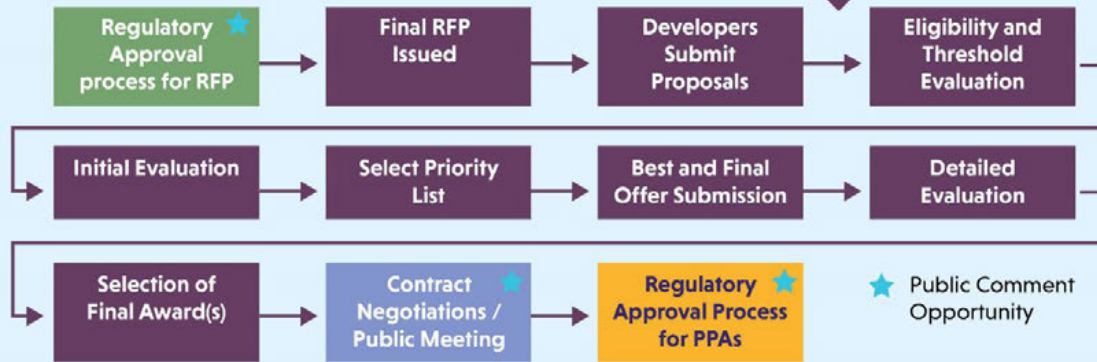 Regulatory
Approval
process for RFP
Final RFP
Issued
Developers
Submit
Proposals
Eligibility and
Threshold
Evaluation
Initial Evaluation
Select Priority
List
Best and Final
Offer Submission
Detailed
Evaluation
Selection of
Final Award(s)
Contract
Negotiations /
Public Meeting
Regulatory
Approval Process
for PPAs
Public Comment
Opportunity